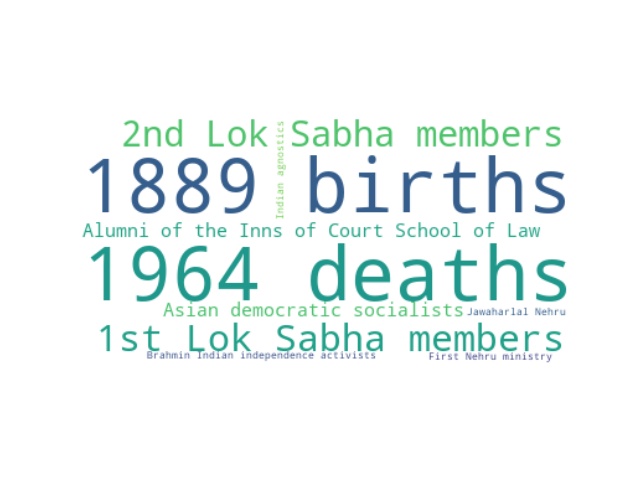 2nd Lok Sabha members
Indian agnostics
1889 births
Alumni of the Inns of Court School of Law
1964 deaths
Asian democratic socialists
Jawaharlal Nehru
1st Lok Sabha members
Brahmin Indian independence activists
First Nehru ministry